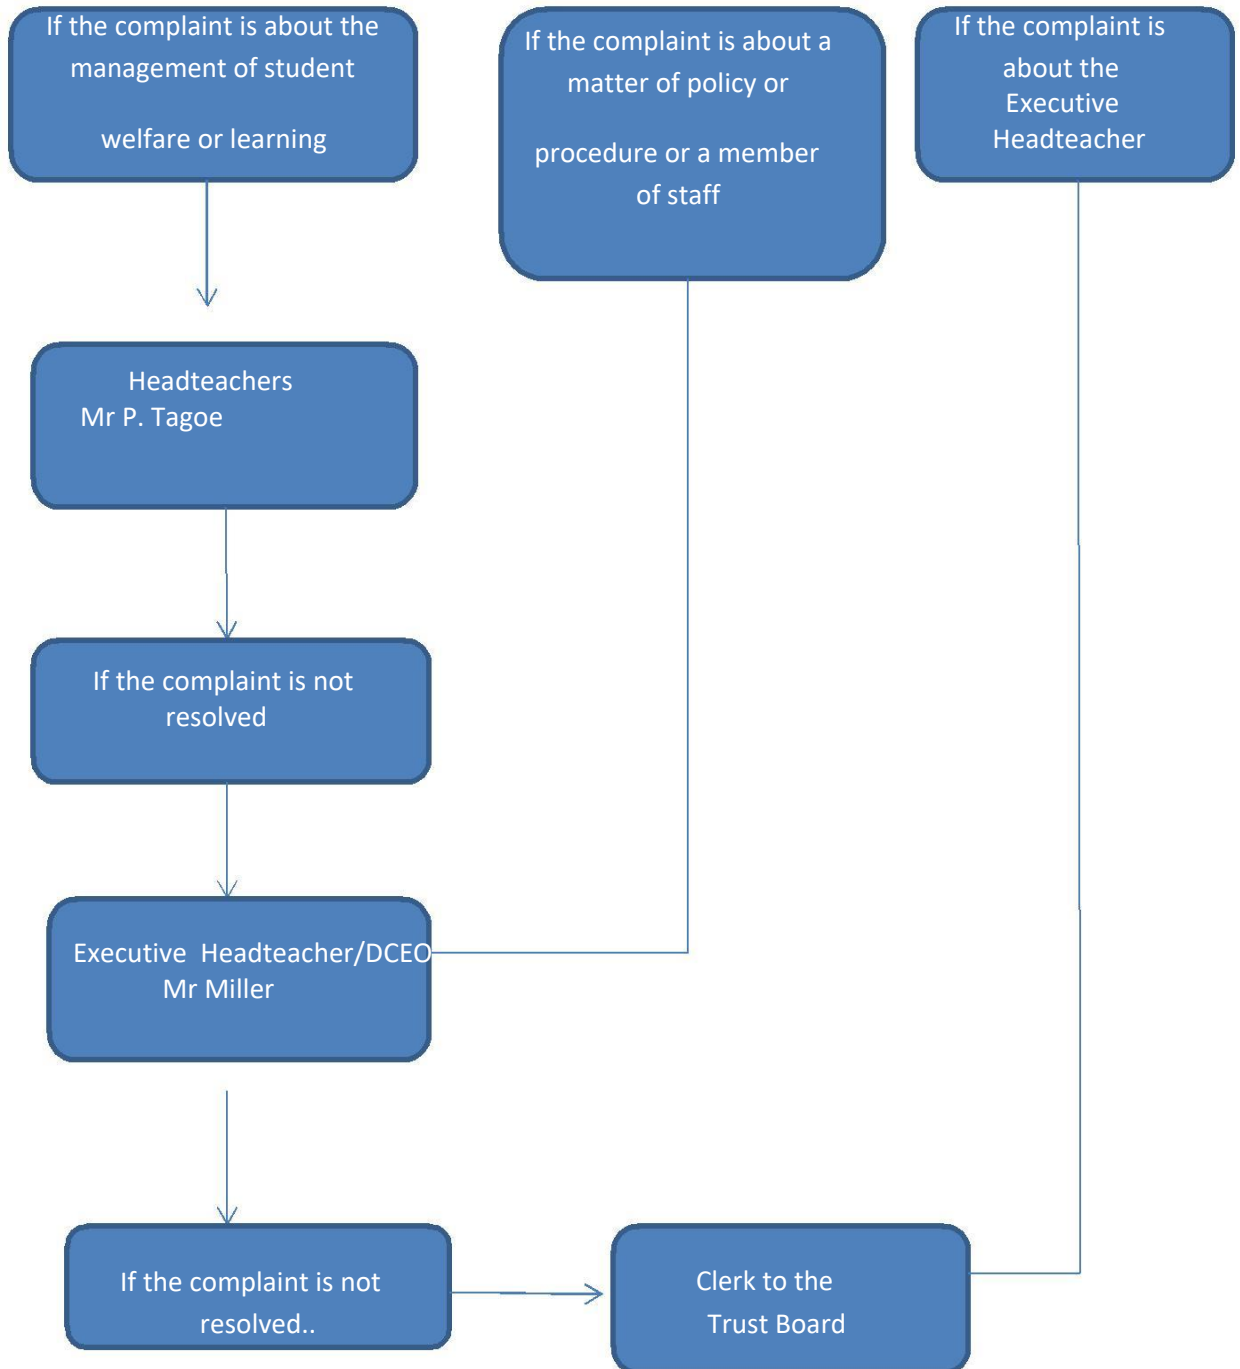 If the complaint is about the
management of student
welfare or learning
If the complaint is about a
matter of policy or
procedure or a member
of staff
If the complaint is
about the
Executive
Headteacher
Headteachers
Mr P. Tagoe
If the complaint is not
resolved
Executive  Headteacher/DCEO
Mr Miller
If the complaint is not
resolved..
Clerk to the
Trust Board